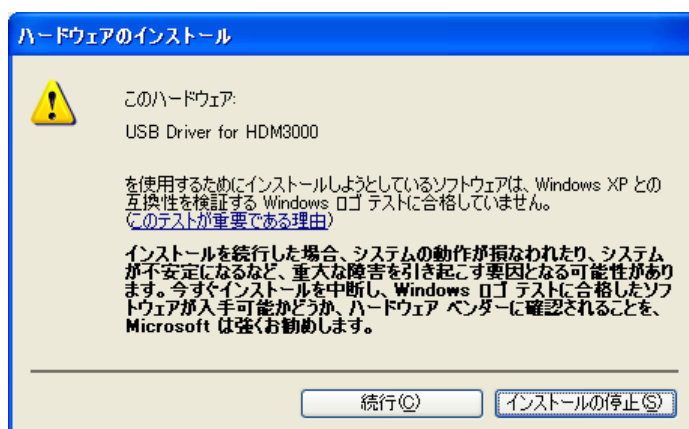 ハードウェアのインストール
このハードウェア:
USB Driver for HDM3000
を使用するためにインストールしようとしているソフトウェアは、Windows XP との
互換性を検証する Windows ロゴ テストに合格していません。
(このテストが重要である理由)
インストールを続行した場合、システムの動作が損なわれたり、システム
が不安定になるなど、重大な障害を引き起こす要因となる可能性があり
ます。今すぐインストールを中断し、Windows ロゴ テストに合格したソフ
トウェアが入手可能かどうか、ハードウェア ベンダーに確認されることを、
Microsoft は強くお勧めします。
続行(C)
インストールの停止(S)